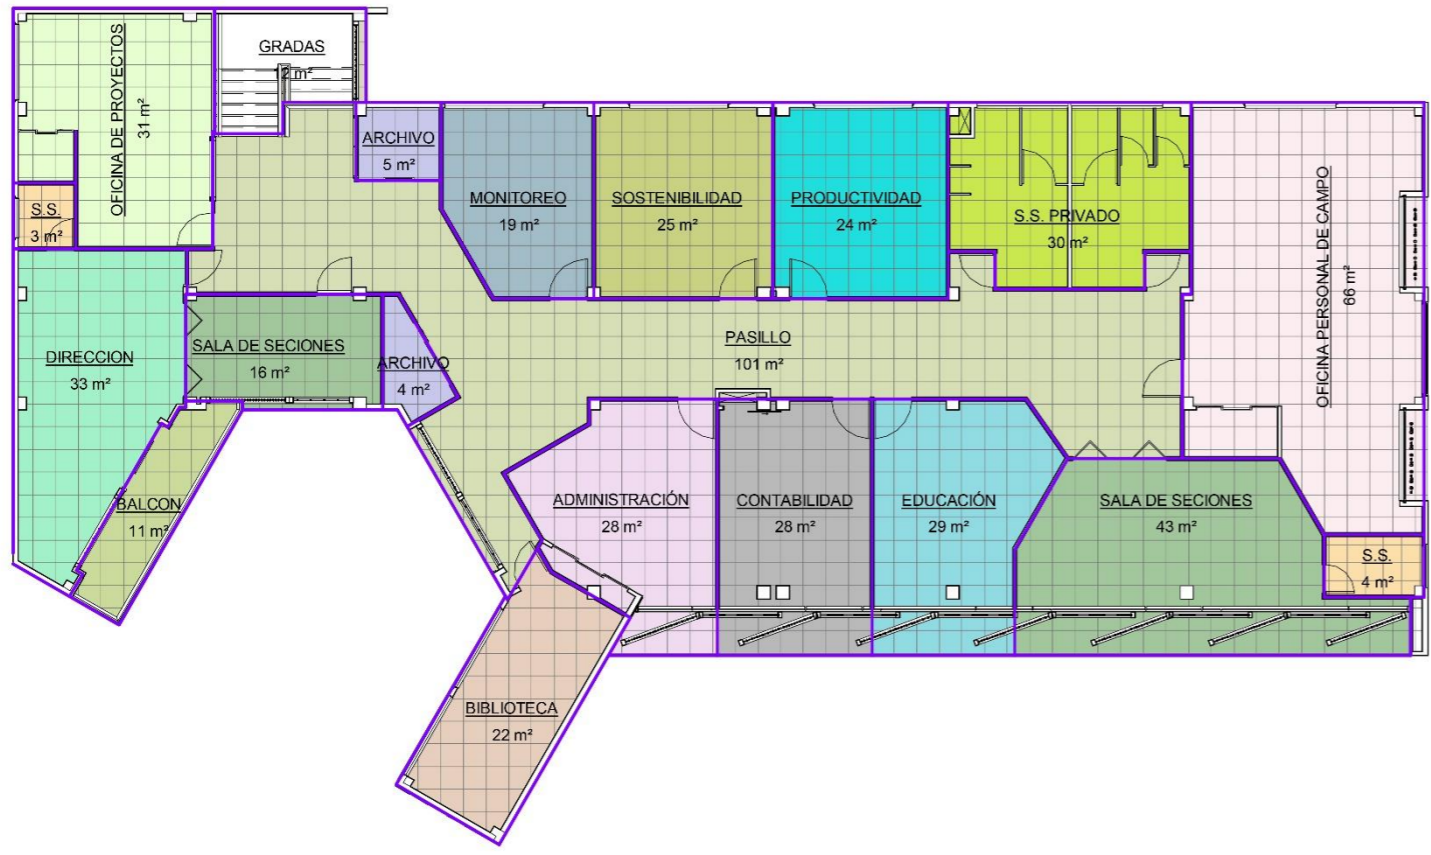 OFICINA DE PROYECTOS
31 m²
GRADAS
12 m²
ARCHIVO
5 m²
MONITOREO
19 m²
SOSTENIBILIDAD
25 m²
PRODUCTIVIDAD
24 m²
S.S. PRIVADO
30 m²
OFICINA PERSONAL DE CAMPO
66 m²
S.S.
3 m²
DIRECCION
33 m²
SALA DE SECIONES
16 m²
ARCHIVO
4 m²
PASILLO
101 m²
BALCON
11 m²
ADMINISTRACIÓN
28 m²
CONTABILIDAD
28 m²
EDUCACIÓN
29 m²
SALA DE SECIONES
43 m²
S.S.
4 m²
BIBLIOTECA
22 m²